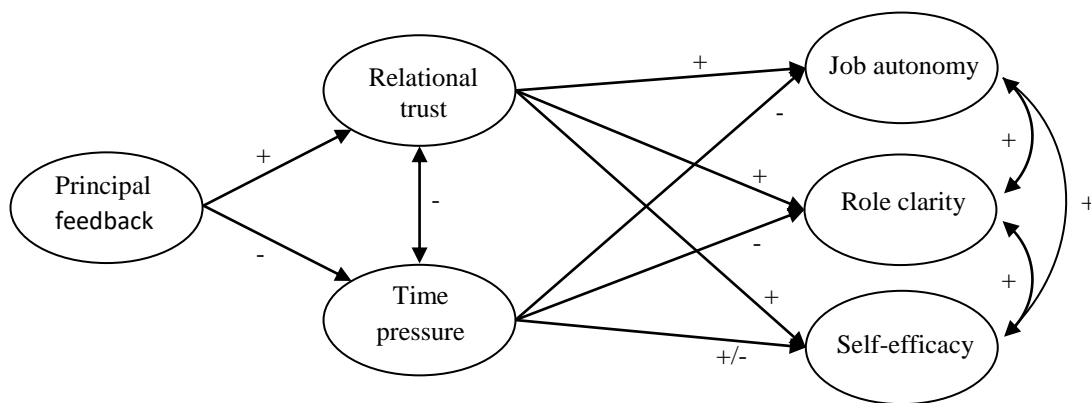 Principal
feedback
+
-
Relational
trust
-
Time
pressure
+
-
+
-
+
+/-
Job autonomy
Role clarity
Self-efficacy
+
+
+